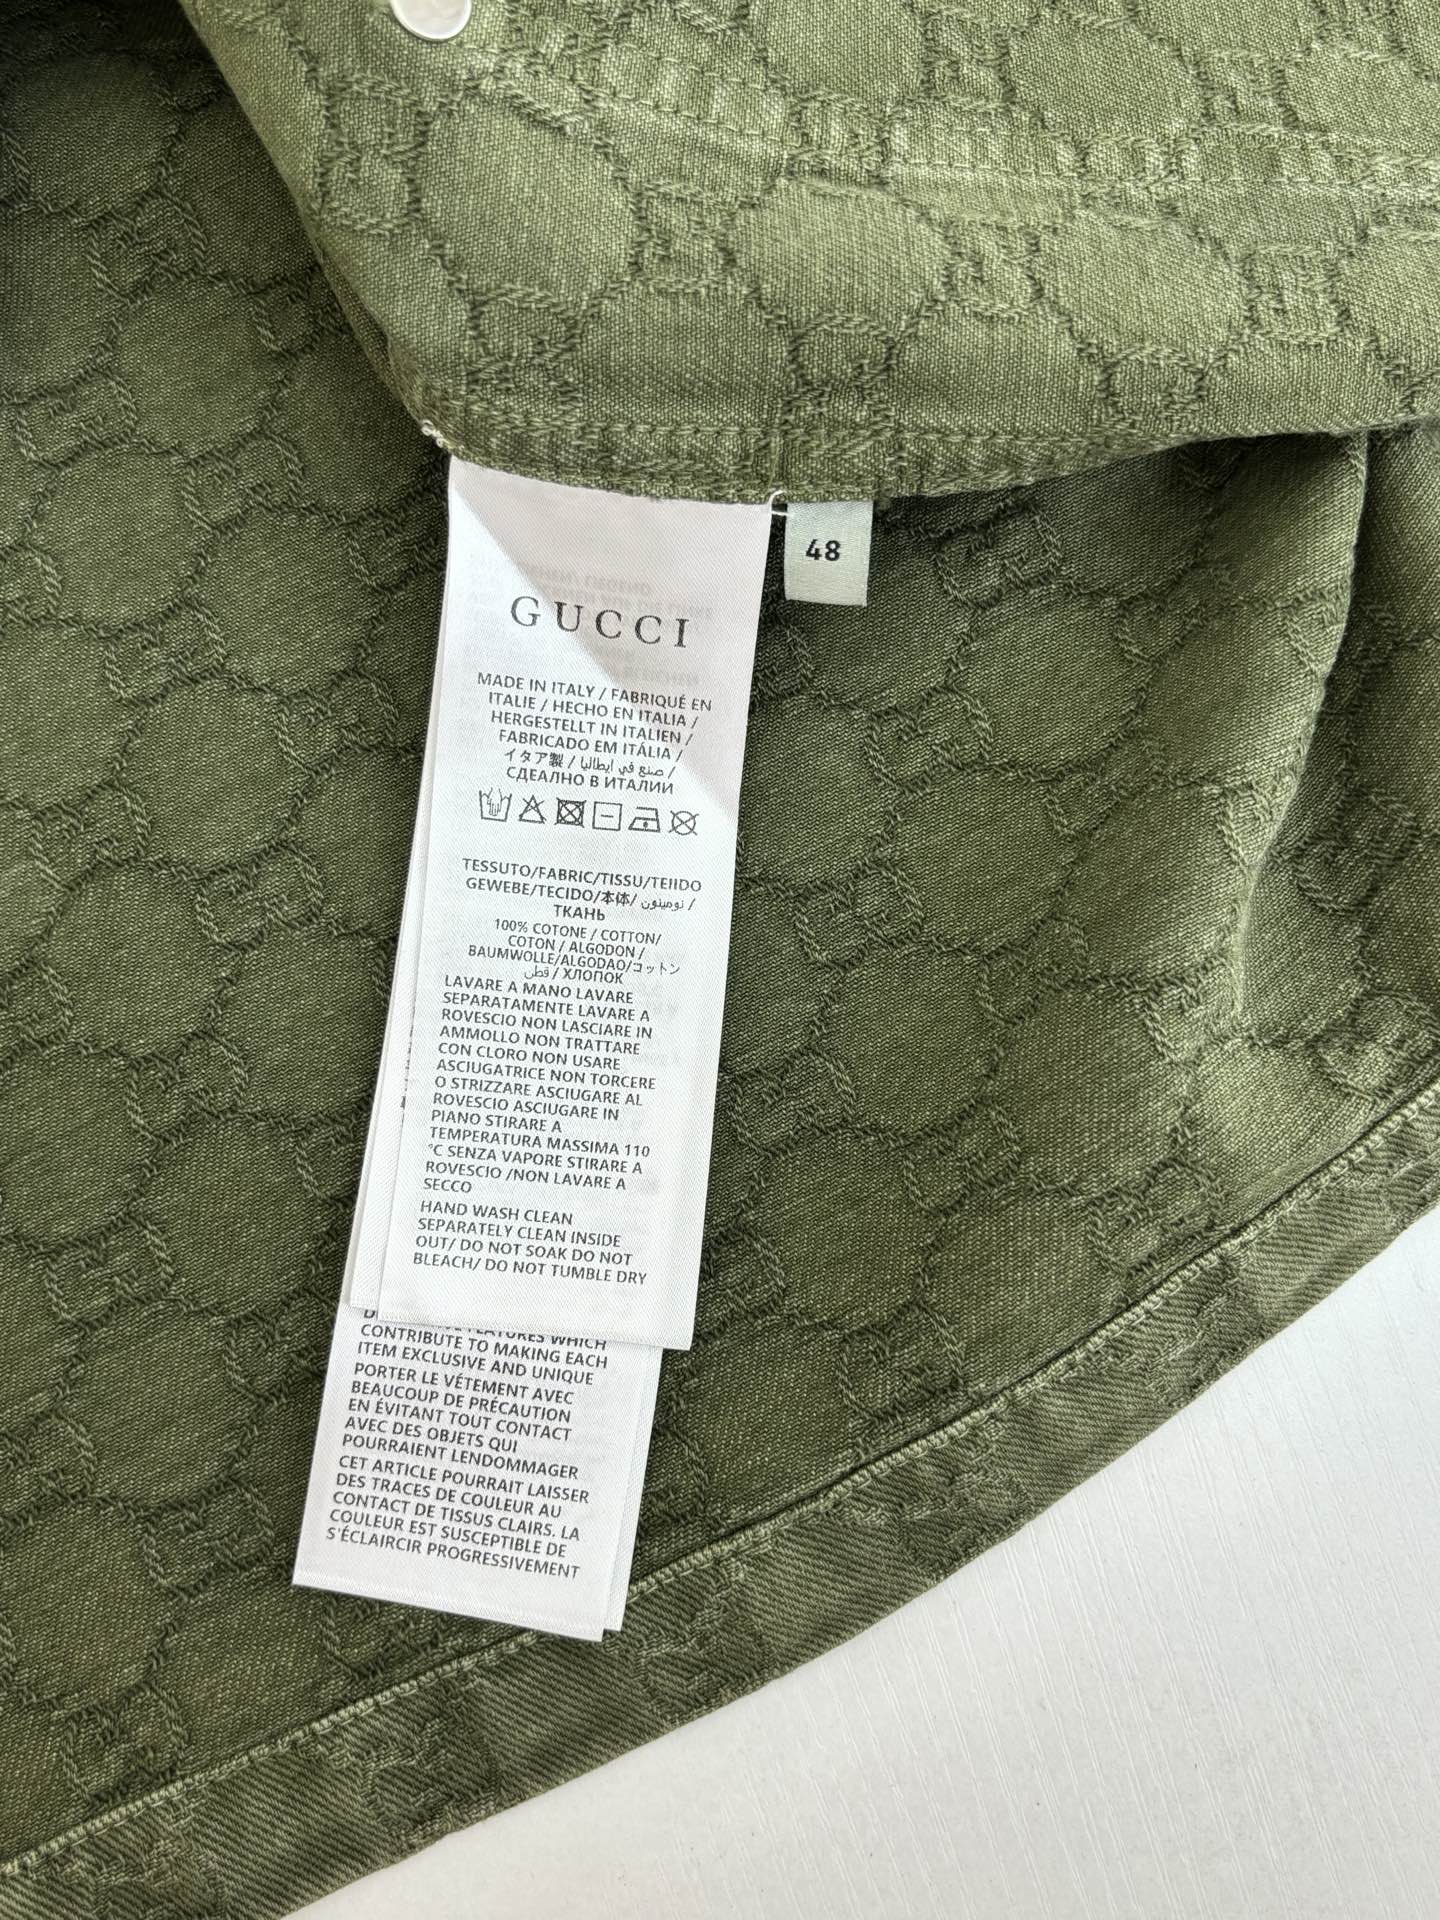 48
GUCCI
MADE IN ITALY / FABRIQUÉ EN
ITALIE / HECHO EN ITALIA /
HERGESTELLT IN ITALIEN /
FABRICADO EM ITÁLIA /
イタア製 / صنع في ايطاليا /
СДЕАЛНО В ИТАЛИИ
TESSUTO/FABRIC/TISSU/TEIIDO
GEWEBE/TECIDO/本体/ نومينون /
ТКАНЬ
100% COTONE / COTTON/
COTON / ALGODON /
BAUMWOLLE/ALGODAO/コットン
قطن / ХЛОПОК
LAVARE A MANO LAVARE
SEPARATAMENTE LAVARE A
ROVESCIO NON LASCIARE IN
AMMOLLO NON TRATTARE
CON CLORO NON USARE
ASCIUGATRICE NON TORCERE
O STRIZZARE ASCIUGARE AL
ROVESCIO ASCIUGARE IN
PIANO STIRARE A
TEMPERATURA MASSIMA 110
°C SENZA VAPORE STIRARE A
ROVESCIO /NON LAVARE A
SECCO
HAND WASH CLEAN
SEPARATELY CLEAN INSIDE
OUT/ DO NOT SOAK DO NOT
BLEACH/ DO NOT TUMBLE DRY
FEATURES WHICH
CONTRIBUTE TO MAKING EACH
ITEM EXCLUSIVE AND UNIQUE
PORTER LE VÉTEMENT AVEC
BEAUCOUP DE PRÉCAUTION
EN ÉVITANT TOUT CONTACT
AVEC DES OBJETS QUI
POURRAIENT LENDOMMAGER
CET ARTICLE POURRAIT LAISSER
DES TRACES DE COULEUR AU
CONTACT DE TISSUS CLAIRS. LA
COULEUR EST SUSCEPTIBLE DE
S'ÉCLAIRCIR PROGRESSIVEMENT